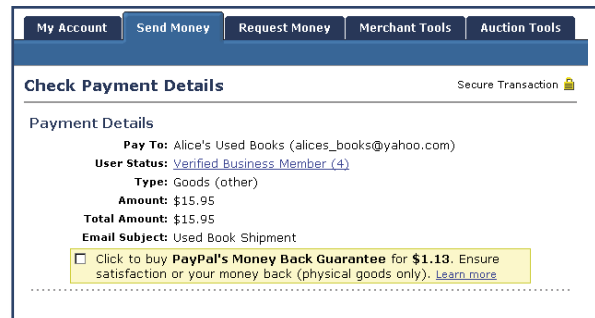 My Account Send Money Request Money Merchant Tools Auction Tools
Check Payment Details Secure Transaction
Payment Details
Pay To: Alice's Used Books (alices_books@yahoo.com)
User Status: Verified Business Member (4)
Type: Goods (other)
Amount: $15.95
Total Amount: $15.95
Email Subject: Used Book Shipment
Click to buy PayPal's Money Back Guarantee for $1.13. Ensure
satisfaction or your money back (physical goods only). Learn more